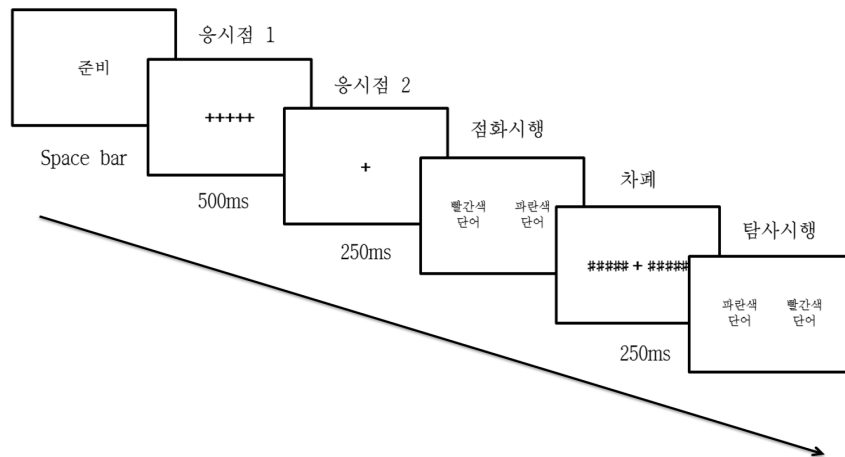 준비
Space bar
응시점 1
+++++
500ms
응시점 2
+
250ms
점화시행
빨간색 파란색
단어 단어
차폐
##### + #####
250ms
탐사시행
파란색 빨간색
단어 단어